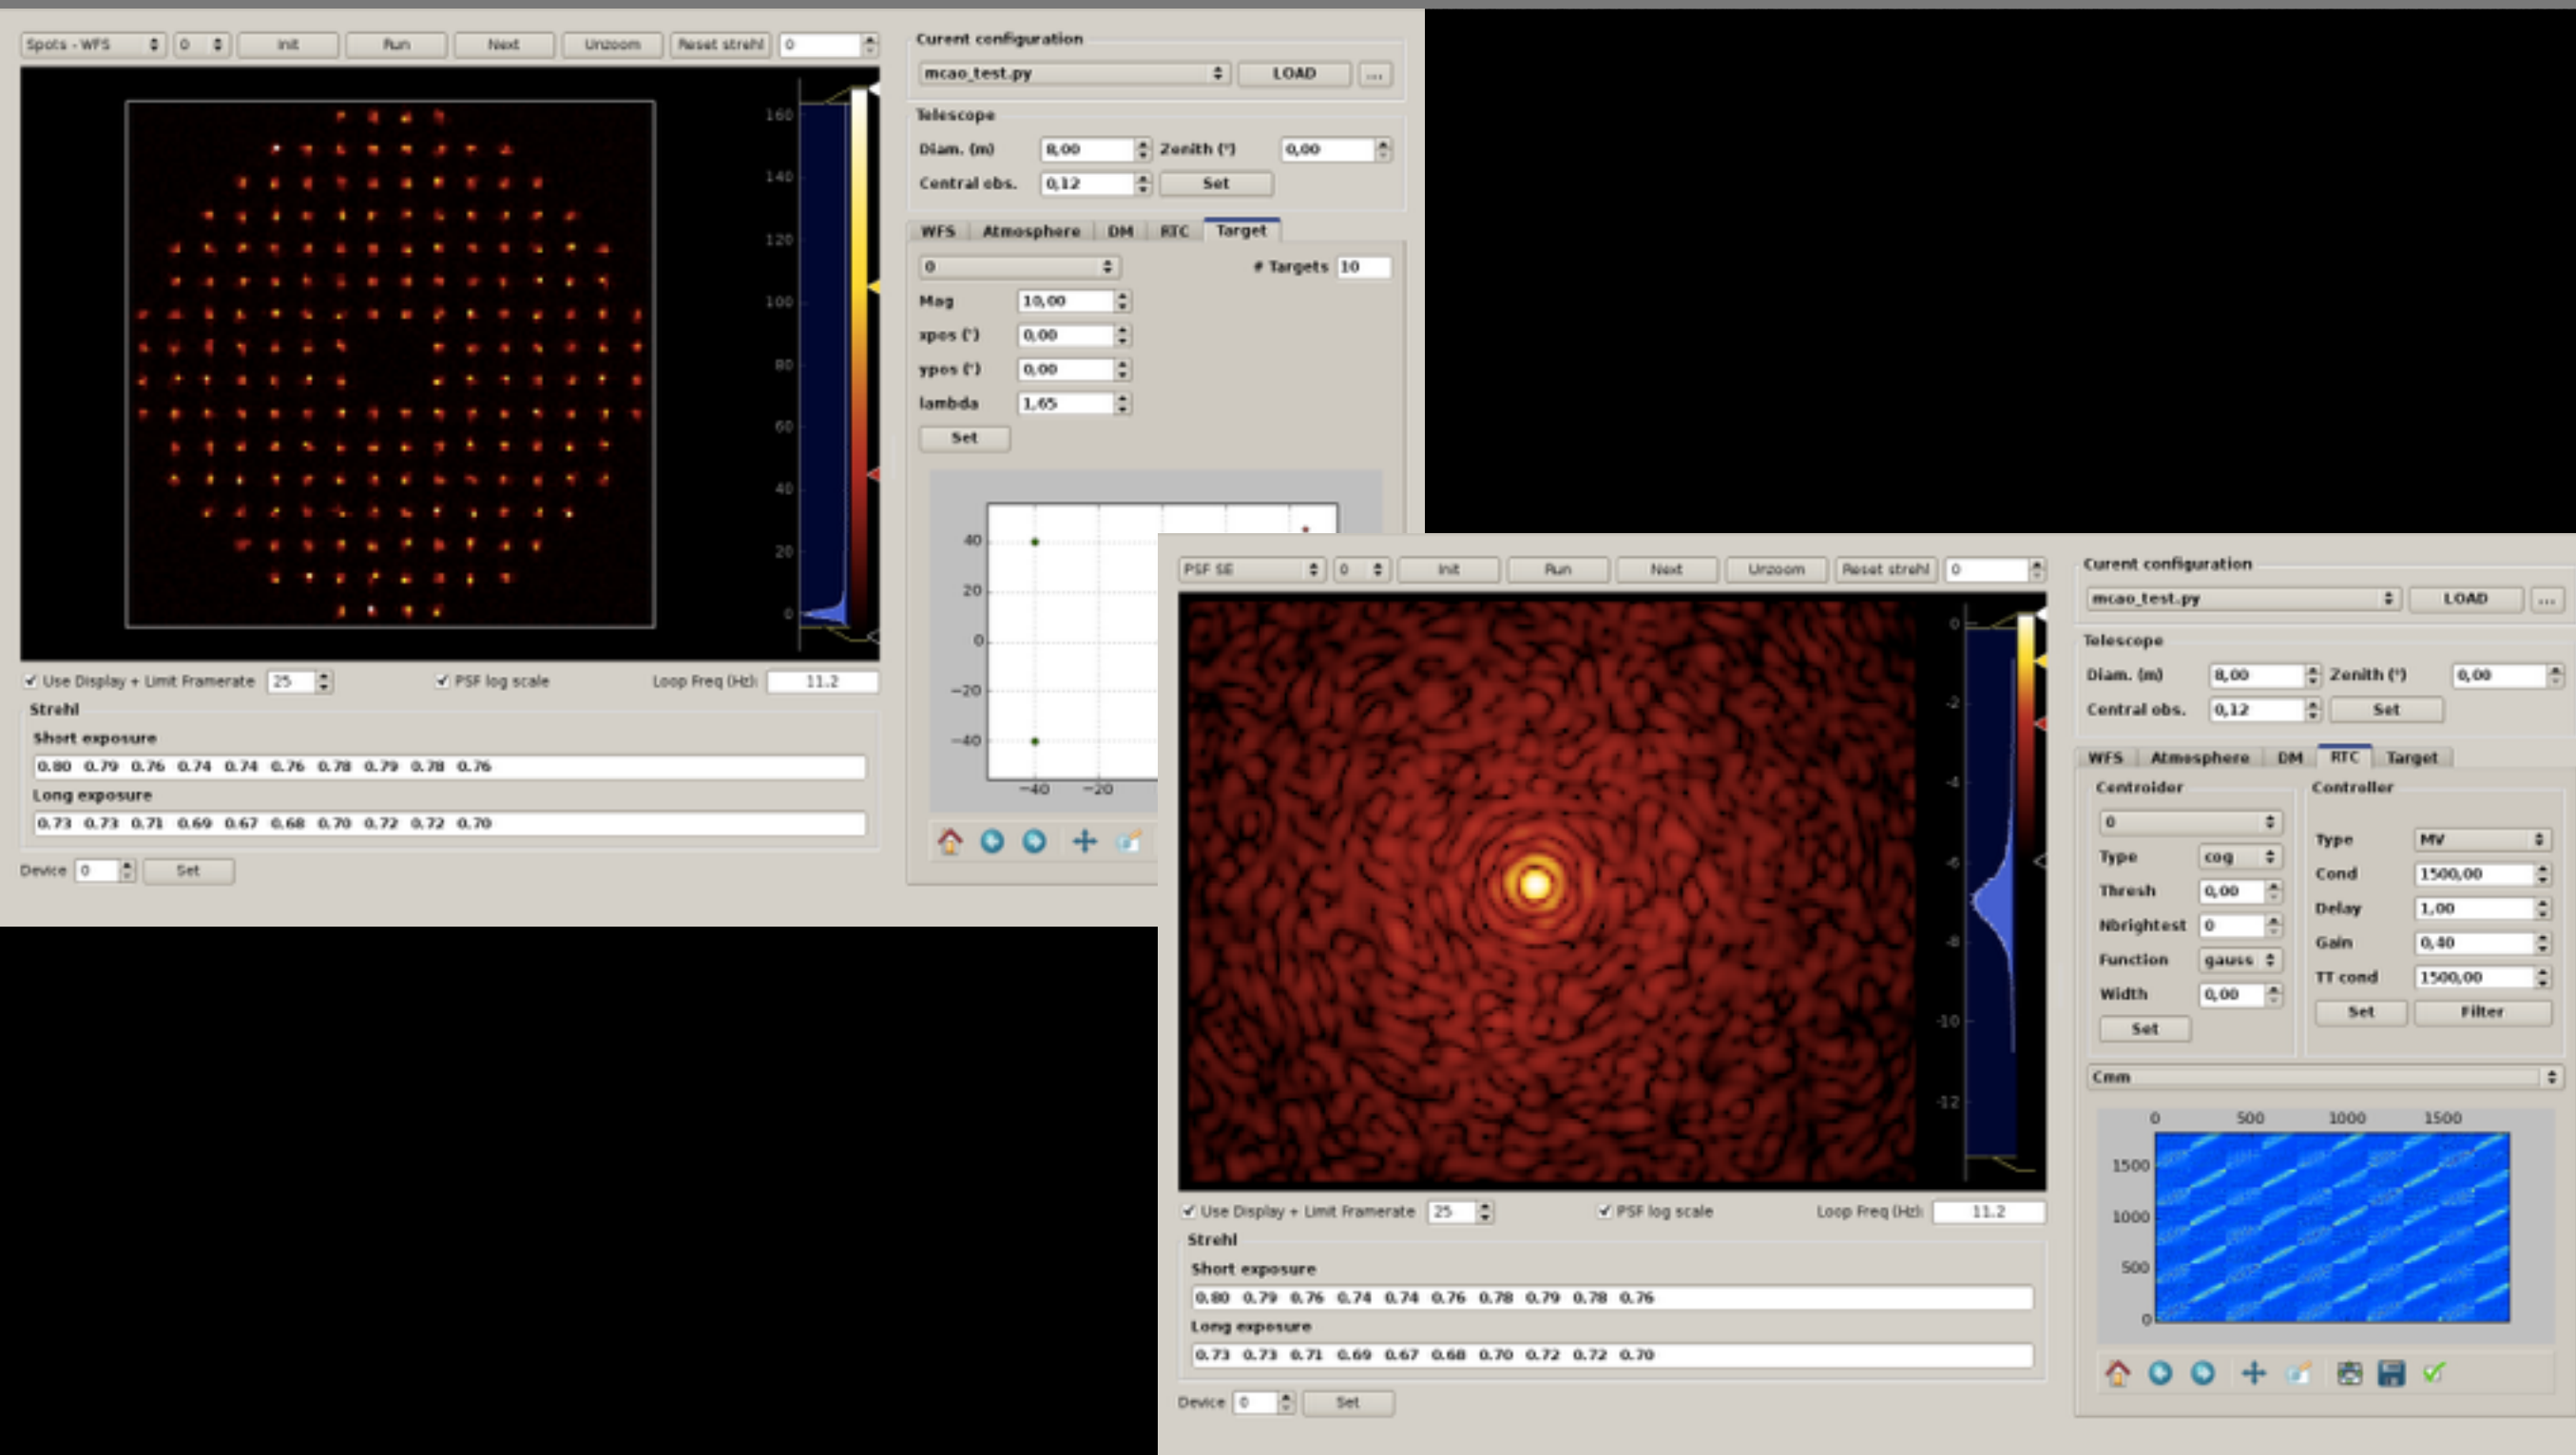 Spots - WFS 0 Init Run Next Unzoom Reset strehl 0
160
140
120
100
80
60
40
20
0
Use Display + Limit Framerate 25 PSF log scale Loop Freq (Hz): 11.2
Strehl
Short exposure
0.80 0.79 0.76 0.74 0.74 0.76 0.78 0.79 0.78 0.76
Long exposure
0.73 0.73 0.71 0.69 0.67 0.68 0.70 0.72 0.72 0.70
Device 0 Set
Curent configuration
mcao_test.py LOAD ...
Telescope
Diam. (m) 8,00 Zenith (°) 0,00
Central obs. 0,12 Set
WFS Atmosphere DM RTC Target
0 # Targets 10
Mag 10,00
xpos (") 0,00
ypos (") 0,00
lambda 1,65
Set
40
20
0
−20
−40
−40 −20
PSF SE 0 Init Run Next Unzoom Reset strehl 0
0
-2
-4
-6
-8
-10
-12
Use Display + Limit Framerate 25 PSF log scale Loop Freq (Hz): 11.2
Strehl
Short exposure
0.80 0.79 0.76 0.74 0.74 0.76 0.78 0.79 0.78 0.76
Long exposure
0.73 0.73 0.71 0.69 0.67 0.68 0.70 0.72 0.72 0.70
Device 0 Set
Curent configuration
mcao_test.py LOAD ...
Telescope
Diam. (m) 8,00 Zenith (°) 0,00
Central obs. 0,12 Set
WFS Atmosphere DM RTC Target
Centroider
0
Type cog
Thresh 0,00
Nbrightest 0
Function gauss
Width 0,00
Set
Controller
Type MV
Cond 1500,00
Delay 1,00
Gain 0,40
TT cond 1500,00
Set Filter
Cmm
0 500 1000 1500
1500
1000
500
0